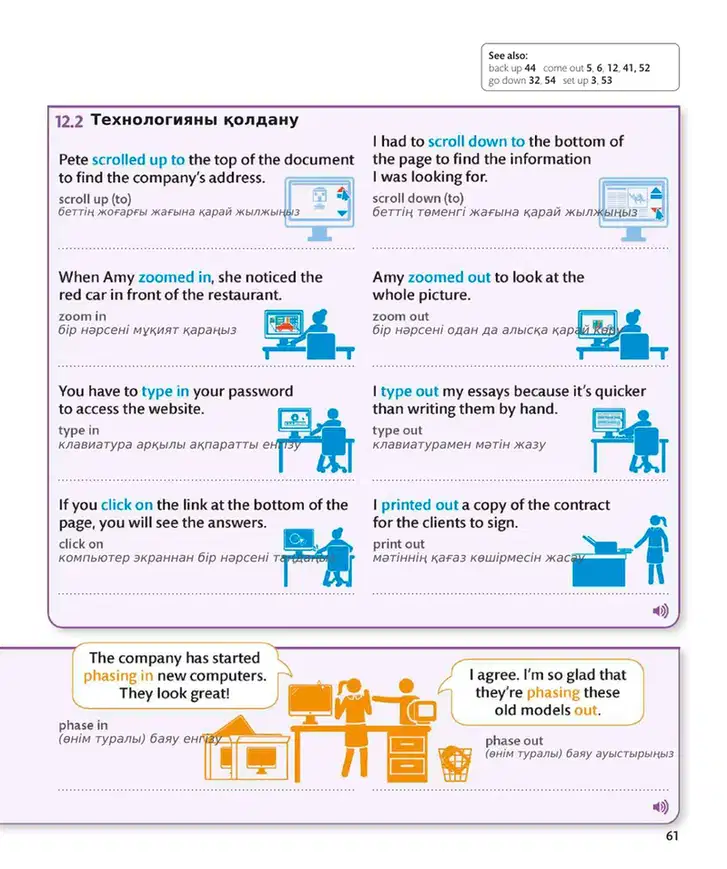 See also:
back up 44 come out 5, 6, 12, 41, 52
go down 32, 54 set up 3, 53
12.2 Технологияны қолдану
Pete scrolled up to the top of the document
to find the company's address.
scroll up (to)
беттің жоғарғы жағына қарай жылжыңыз
I had to scroll down to the bottom of
the page to find the information
I was looking for.
scroll down (to)
беттің төменгі жағына қарай жылжыңыз
When Amy zoomed in, she noticed the
red car in front of the restaurant.
zoom in
бір нәрсені мұқият қараңыз
Amy zoomed out to look at the
whole picture.
zoom out
бір нәрсені одан да алысқа қарай көру
You have to type in your password
to access the website.
type in
клавиатура арқылы ақпаратты енгізу
I type out my essays because it's quicker
than writing them by hand.
type out
клавиатурамен мәтін жазу
If you click on the link at the bottom of the
page, you will see the answers.
click on
компьютер экраннан бір нәрсені таңдаңыз
I printed out a copy of the contract
for the clients to sign.
print out
мәтіннің қағаз көшірмесін жасау
The company has started
phasing in new computers.
They look great!
phase in
(өнім туралы) баяу енгізу
I agree. I'm so glad that
they're phasing these
old models out.
phase out
(өнім туралы) баяу ауыстырыңыз
61